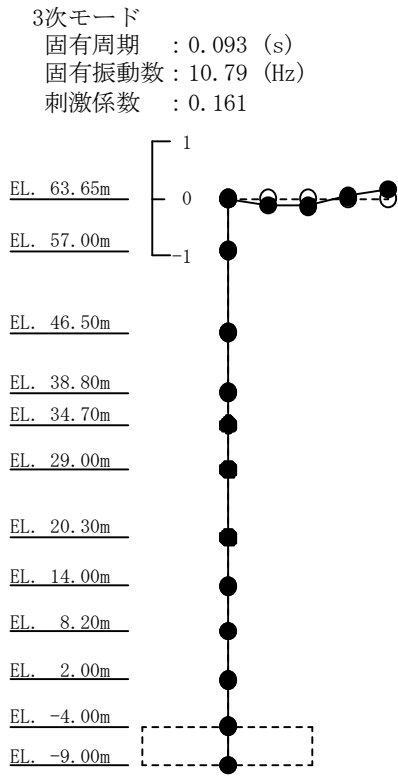 3次モード
固有周期 : 0.093 (s)
固有振動数 : 10.79 (Hz)
刺激係数 : 0.161
1
EL. 63.65m
0
EL. 57.00m
-1
EL. 46.50m
EL. 38.80m
EL. 34.70m
EL. 29.00m
EL. 20.30m
EL. 14.00m
EL. 8.20m
EL. 2.00m
EL. -4.00m
EL. -9.00m